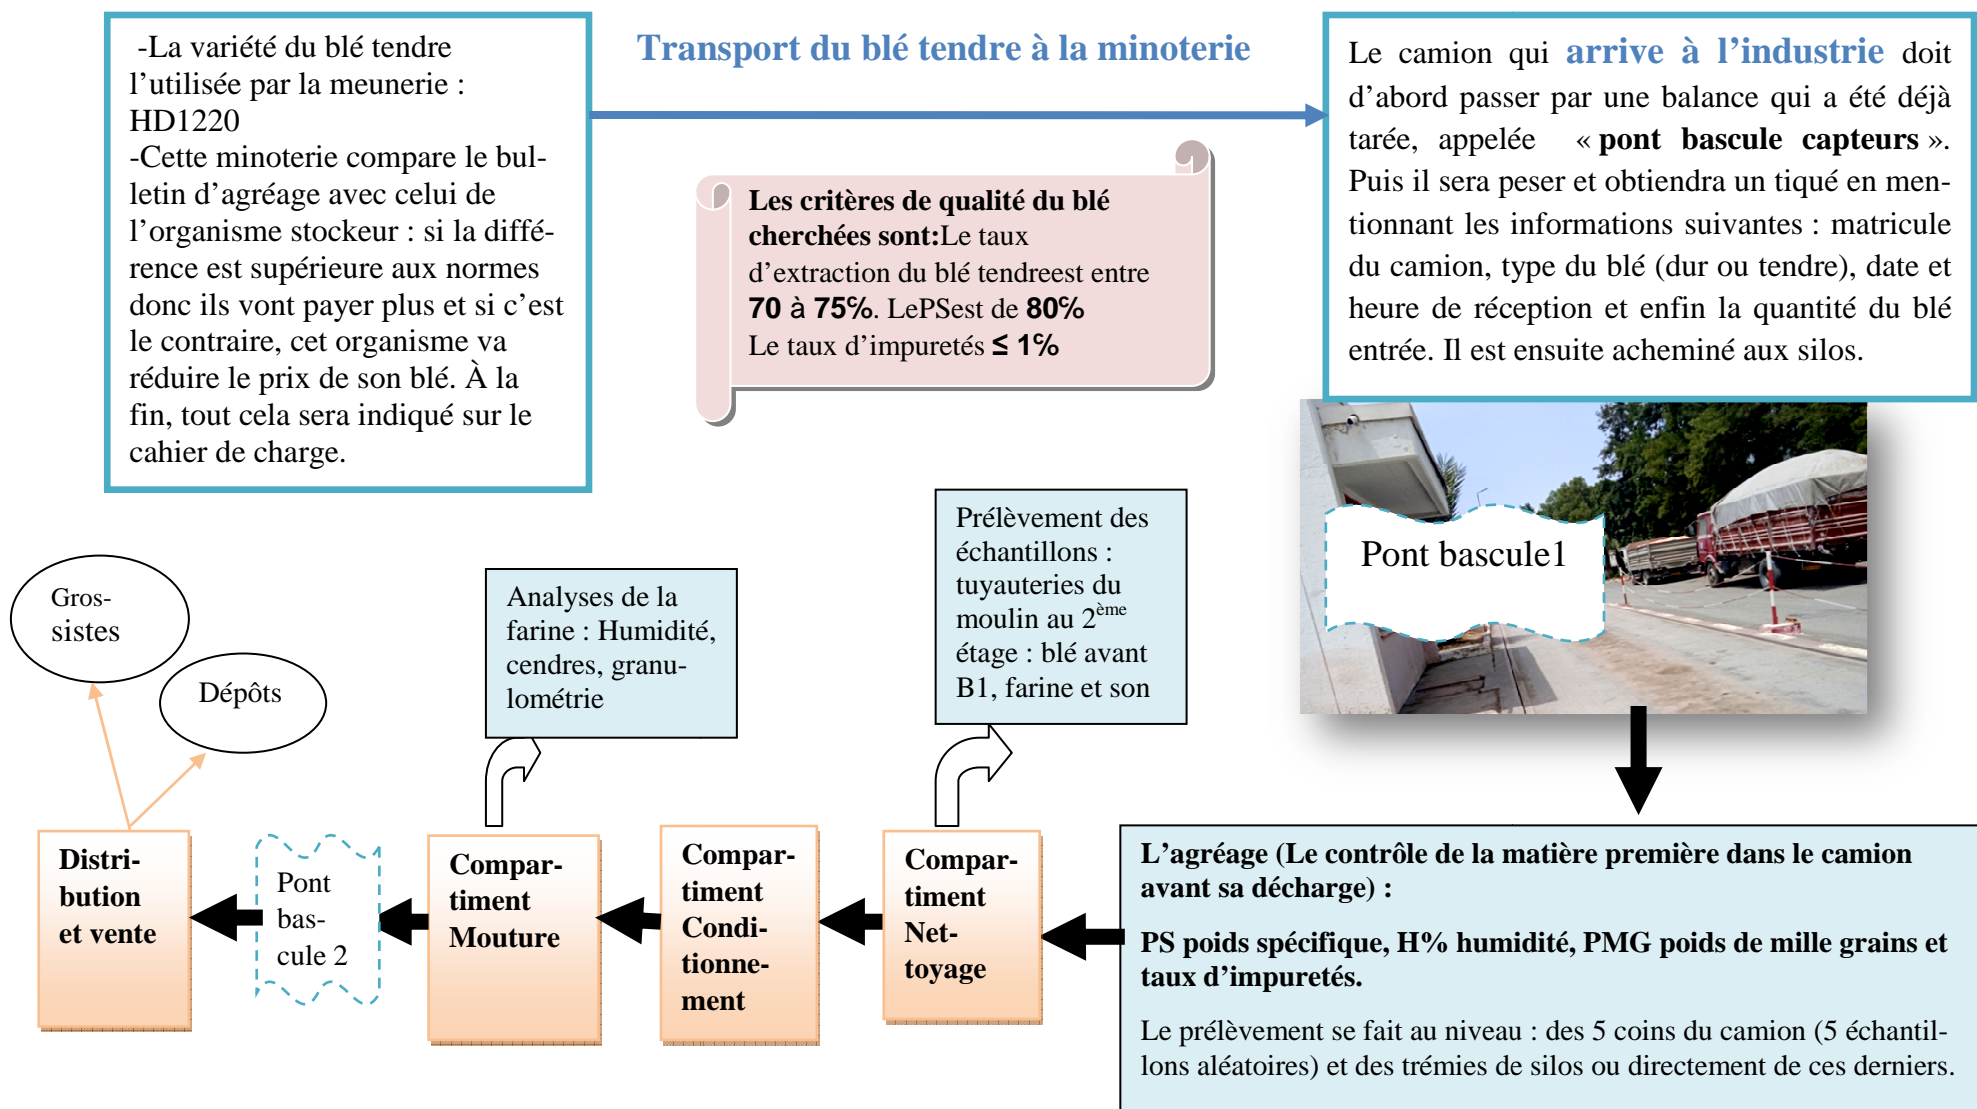 -La variété du blé tendre
l’utilisée par la meunerie :
HD1220
-Cette minoterie compare le bul-
letin d’agréage avec celui de
l’organisme stockeur : si la diffé-
rence est supérieure aux normes
donc ils vont payer plus et si c’est
le contraire, cet organisme va
réduire le prix de son blé. À la
fin, tout cela sera indiqué sur le
cahier de charge.
Transport du blé tendre à la minoterie
Les critères de qualité du blé
cherchées sont:Le taux
d’extraction du blé tendreest entre
70 à 75℅. LePSest de 80℅
Le taux d’impuretés ≤ 1℅
Le camion qui arrive à l’industrie doit
d’abord passer par une balance qui a été déjà
tarée, appelée « pont bascule capteurs ».
Puis il sera peser et obtiendra un tiqué en men-
tionnant les informations suivantes : matricule
du camion, type du blé (dur ou tendre), date et
heure de réception et enfin la quantité du blé
entrée. Il est ensuite acheminé aux silos.
Pont bascule1
Prélèvement des
échantillons :
tuyauteries du
moulin au 2ème
étage : blé avant
B1, farine et son
Analyses de la
farine : Humidité,
cendres, granu-
lométrie
Gros-
sistes
Dépôts
L’agréage (Le contrôle de la matière première dans le camion
avant sa décharge) :
PS poids spécifique, H% humidité, PMG poids de mille grains et
taux d’impuretés.
Le prélèvement se fait au niveau : des 5 coins du camion (5 échantil-
lons aléatoires) et des trémies de silos ou directement de ces derniers.
Compar-
timent
Net-
toyage
Compar-
timent
Condi-
tionne-
ment
Compar-
timent
Mouture
Pont
bas-
cule 2
Distri-
bution
et vente